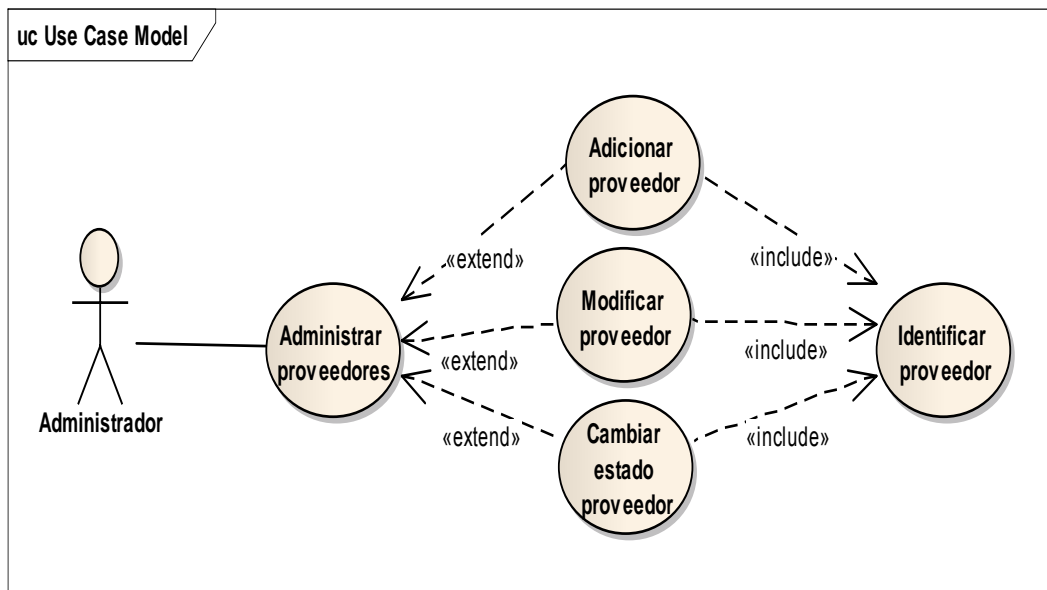 uc Use Case Model
Adicionar
proveedor
«extend»
«include»
Modificar
proveedor
Administrar
proveedores
Identificar
proveedor
«extend»
«include»
Administrador
Cambiar
estado
proveedor
«extend»
«include»